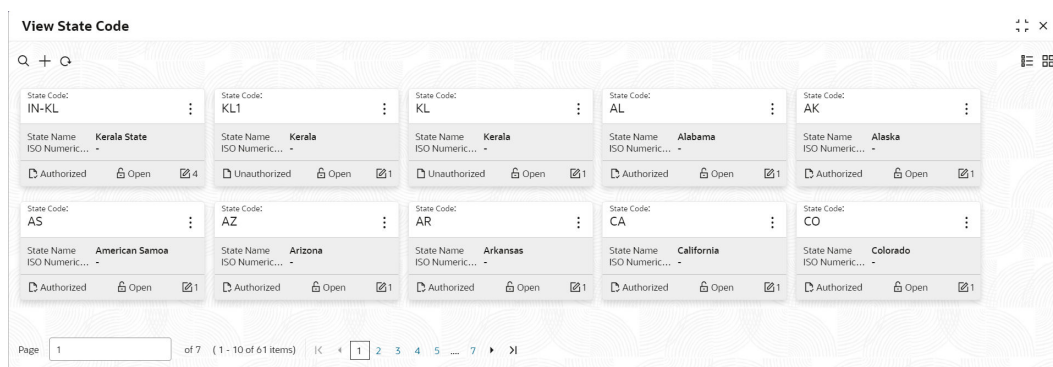 View State Code
State Code:
IN-KL
State Name Kerala State
ISO Numeric... -
Authorized Open 4
State Code:
KL1
State Name Kerala
ISO Numeric... -
Unauthorized Open 1
State Code:
KL
State Name Kerala
ISO Numeric... -
Unauthorized Open 1
State Code:
AL
State Name Alabama
ISO Numeric... -
Authorized Open 1
State Code:
AK
State Name Alaska
ISO Numeric... -
Authorized Open 1
State Code:
AS
State Name American Samoa
ISO Numeric... -
Authorized Open 1
State Code:
AZ
State Name Arizona
ISO Numeric... -
Authorized Open 1
State Code:
AR
State Name Arkansas
ISO Numeric... -
Authorized Open 1
State Code:
CA
State Name California
ISO Numeric... -
Authorized Open 1
State Code:
CO
State Name Colorado
ISO Numeric... -
Authorized Open 1
Page 1 of 7 (1 - 10 of 61 items) 1 2 3 4 5 .... 7